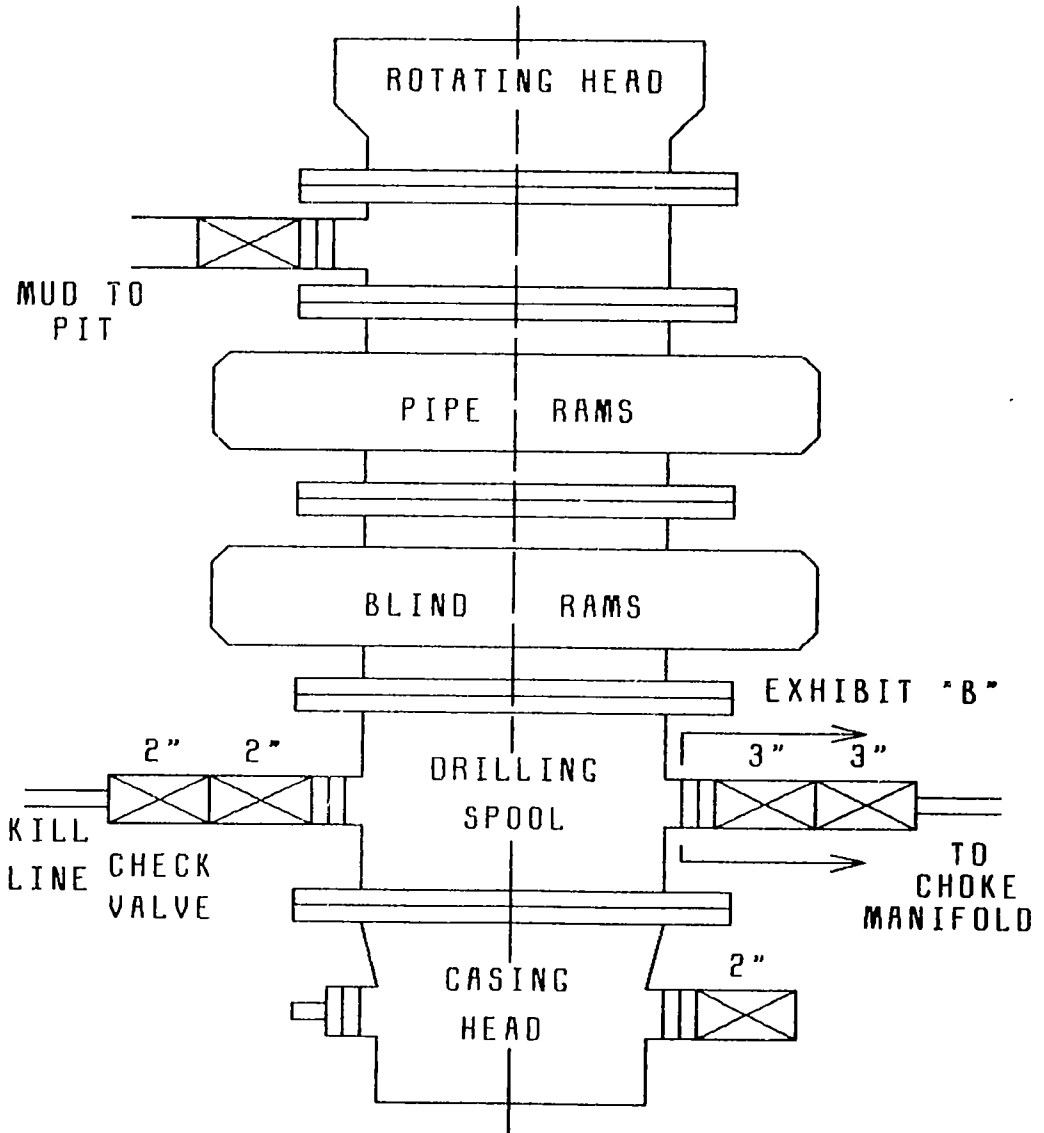 ROTATING HEAD
MUD TO
PIT
PIPE RAMS
BLIND RAMS
EXHIBIT "B"
2" 2"
3" 3"
DRILLING
SPOOL
KILL
LINE
CHECK
VALVE
TO
CHOKE
MANIFOLD
2"
CASING
HEAD